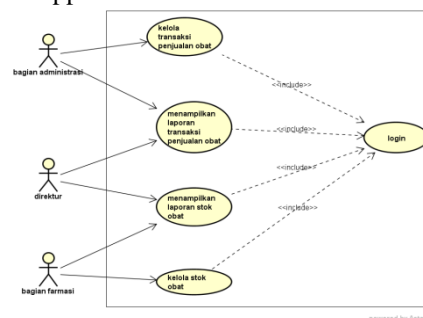 kelola
transaksi
penjualan obat
bagian administrasi
<<include>>
menampilkan
laporan
transaksi
penjualan obat
<<include>>
login
<<include>>
direktur
menampilkan
laporan stok
obat
<<include>>
bagian farmasi
kelola stok
obat